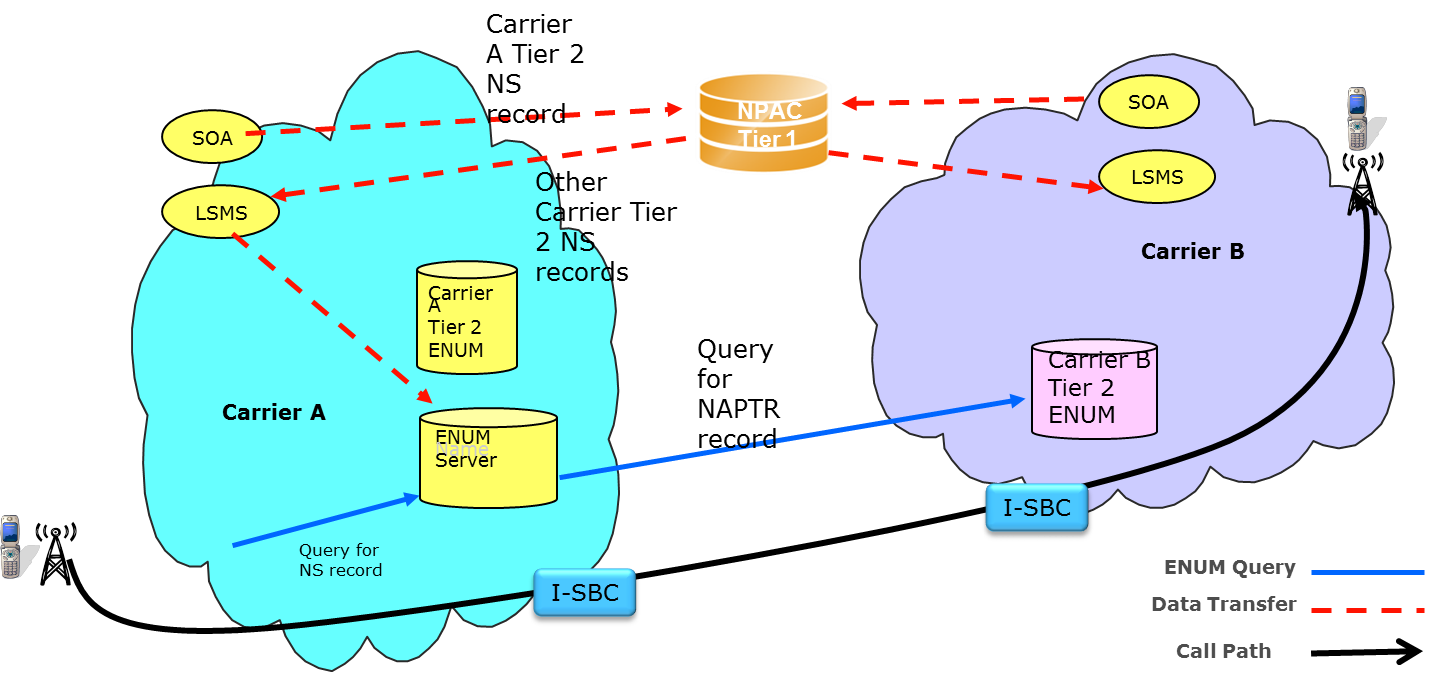 Carrier
A Tier 2
NS
record
SOA
LSMS
NPAC
Tier 1
SOA
LSMS
Other
Carrier Tier
2 NS
records
Carrier B
Carrier
A
Tier 2
ENUM
Query
for
NAPTR
record
Carrier B
Tier 2
ENUM
Carrier A
ENUM
Name
Server
I-SBC
Query for
NS record
I-SBC
ENUM Query
Data Transfer
Call Path